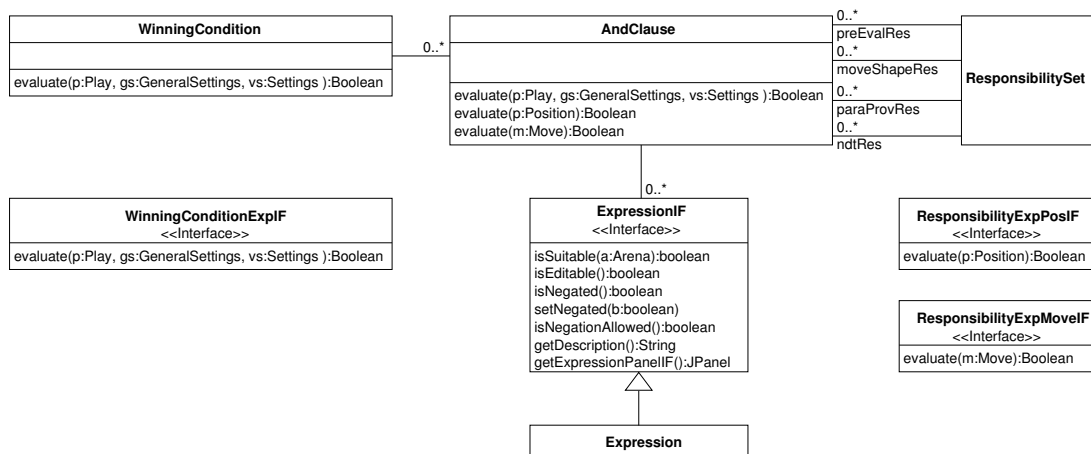 WinningCondition
evaluate(p:Play, gs:GeneralSettings, vs:Settings ):Boolean
0..*
AndClause
evaluate(p:Play, gs:GeneralSettings, vs:Settings ):Boolean
evaluate(p:Position):Boolean
evaluate(m:Move):Boolean
0..*
preEvalRes
0..*
moveShapeRes
0..*
paraProvRes
0..*
ndtRes
ResponsibilitySet
0..*
WinningConditionExpIF
<<Interface>>
evaluate(p:Play, gs:GeneralSettings, vs:Settings ):Boolean
ExpressionIF
<<Interface>>
isSuitable(a:Arena):boolean
isEditable():boolean
isNegated():boolean
setNegated(b:boolean)
isNegationAllowed():boolean
getDescription():String
getExpressionPanelIF():JPanel
ResponsibilityExpPosIF
<<Interface>>
evaluate(p:Position):Boolean
ResponsibilityExpMoveIF
<<Interface>>
evaluate(m:Move):Boolean
Expression